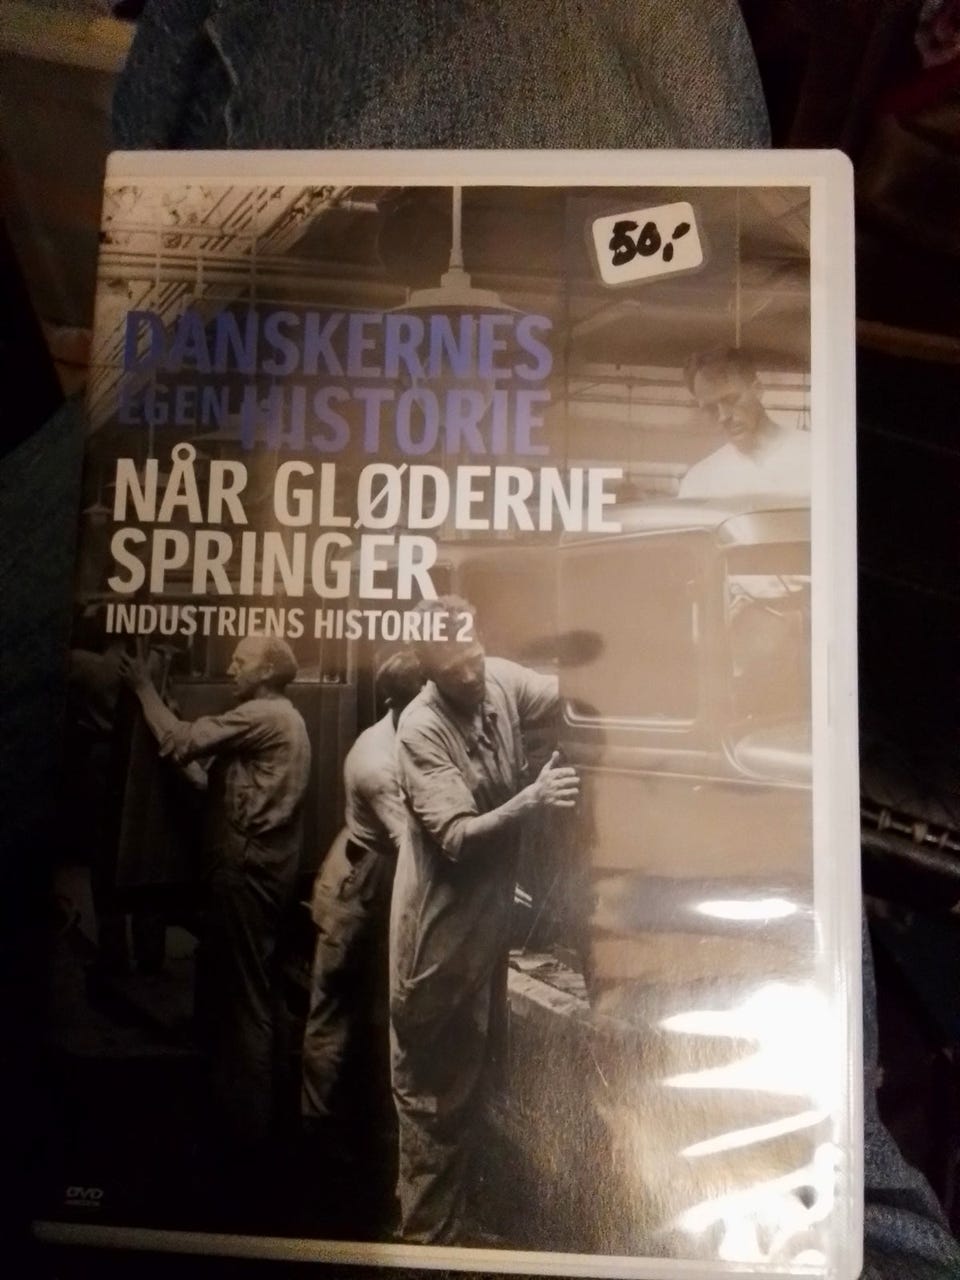 50,-
DANSKERNES
EGEN HISTORIE
NÅR GLØDERNE
SPRINGER
INDUSTRIENS HISTORIE 2
DVD